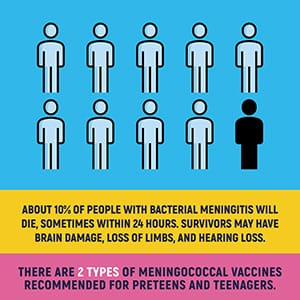 ABOUT 10% OF PEOPLE WITH BACTERIAL MENINGITIS WILL
DIE, SOMETIMES WITHIN 24 HOURS. SURVIVORS MAY HAVE
BRAIN DAMAGE, LOSS OF LIMBS, AND HEARING LOSS.
THERE ARE 2 TYPES OF MENINGOCOCCAL VACCINES
RECOMMENDED FOR PRETEENS AND TEENAGERS.